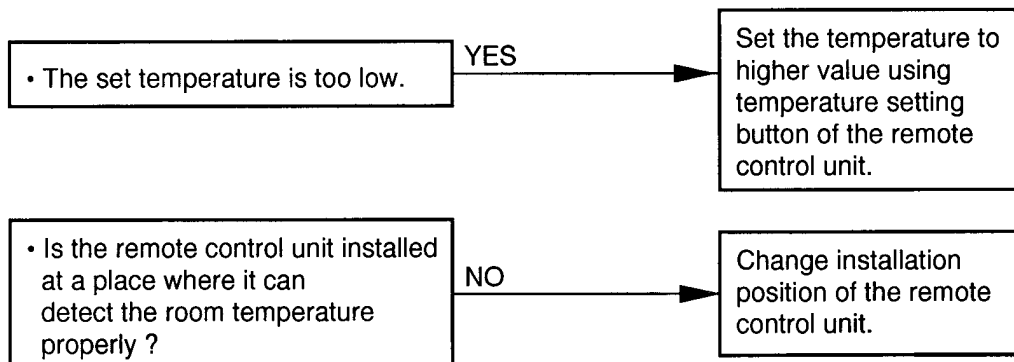 • The set temperature is too low.
YES
Set the temperature to
higher value using
temperature setting
button of the remote
control unit.
• Is the remote control unit installed
at a place where it can
detect the room temperature
properly ?
NO
Change installation
position of the remote
control unit.